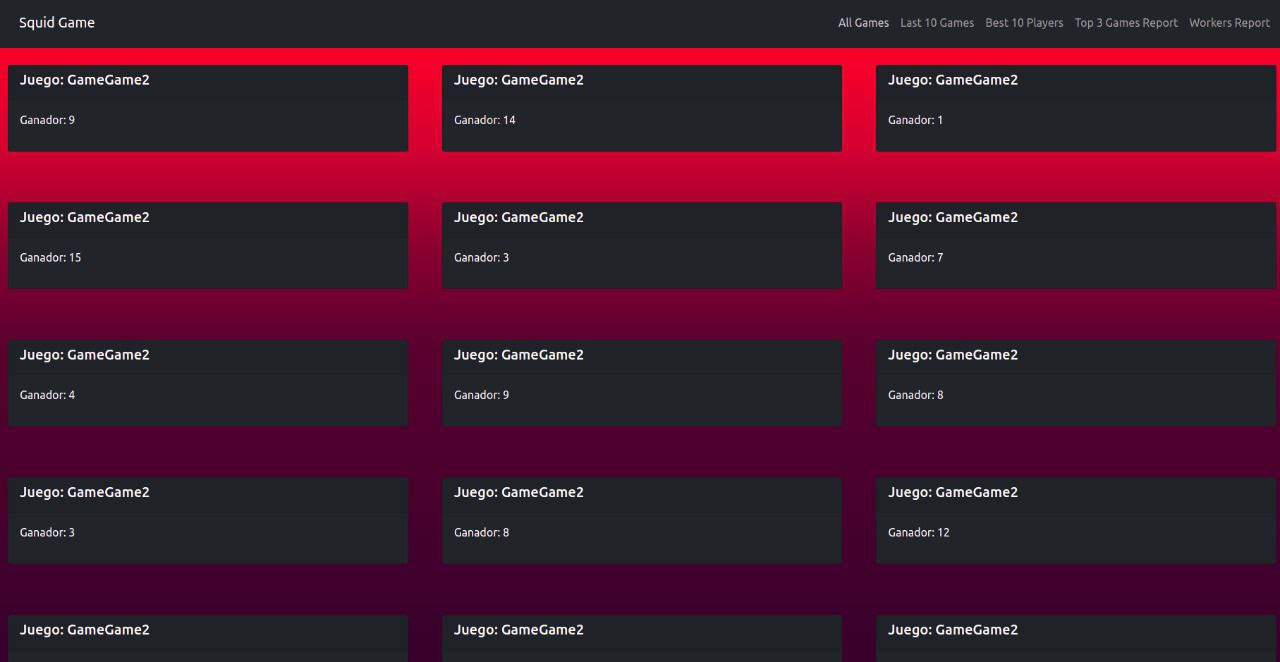 Squid Game All Games Last 10 Games Best 10 Players Top 3 Games Report Workers Report
Juego: GameGame2 Juego: GameGame2 Juego: GameGame2
Ganador: 9 Ganador: 14 Ganador: 1
Juego: GameGame2 Juego: GameGame2 Juego: GameGame2
Ganador: 15 Ganador: 3 Ganador: 7
Juego: GameGame2 Juego: GameGame2 Juego: GameGame2
Ganador: 4 Ganador: 9 Ganador: 8
Juego: GameGame2 Juego: GameGame2 Juego: GameGame2
Ganador: 3 Ganador: 8 Ganador: 12
Juego: GameGame2 Juego: GameGame2 Juego: GameGame2